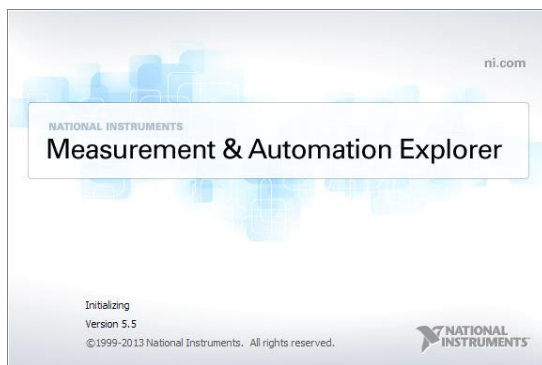 ni.com
NATIONAL INSTRUMENTS
Measurement & Automation Explorer
Initializing
Version 5.5
©1999-2013 National Instruments. All rights reserved.
NATIONAL
INSTRUMENTS